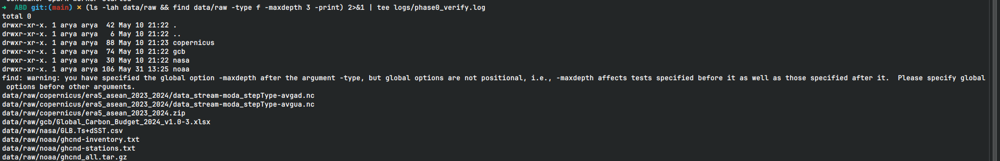 ➜  ABD git:(main) × (ls -lah data/raw && find data/raw -type f -maxdepth 3 -print) 2>&1 | tee logs/phase0_verify.log
total 0
drwxr-xr-x. 1 arya arya  42 May 10 21:22 .
drwxr-xr-x. 1 arya arya   6 May 10 21:22 ..
drwxr-xr-x. 1 arya arya  88 May 10 21:23 copernicus
drwxr-xr-x. 1 arya arya  74 May 10 21:22 gcb
drwxr-xr-x. 1 arya arya  30 May 10 21:22 nasa
drwxr-xr-x. 1 arya arya 106 May 31 13:25 noaa
find: warning: you have specified the global option -maxdepth after the argument -type, but global options are not positional, i.e., -maxdepth affects tests specified before it as well as those specified after it.  Please specify global
 options before other arguments.
data/raw/copernicus/era5_asean_2023_2024/data_stream-moda_stepType-avgad.nc
data/raw/copernicus/era5_asean_2023_2024/data_stream-moda_stepType-avgua.nc
data/raw/copernicus/era5_asean_2023_2024.zip
data/raw/gcb/Global_Carbon_Budget_2024_v1.0-3.xlsx
data/raw/nasa/GLB.Ts+dSST.csv
data/raw/noaa/ghcnd-inventory.txt
data/raw/noaa/ghcnd-stations.txt
data/raw/noaa/ghcnd_all.tar.gz